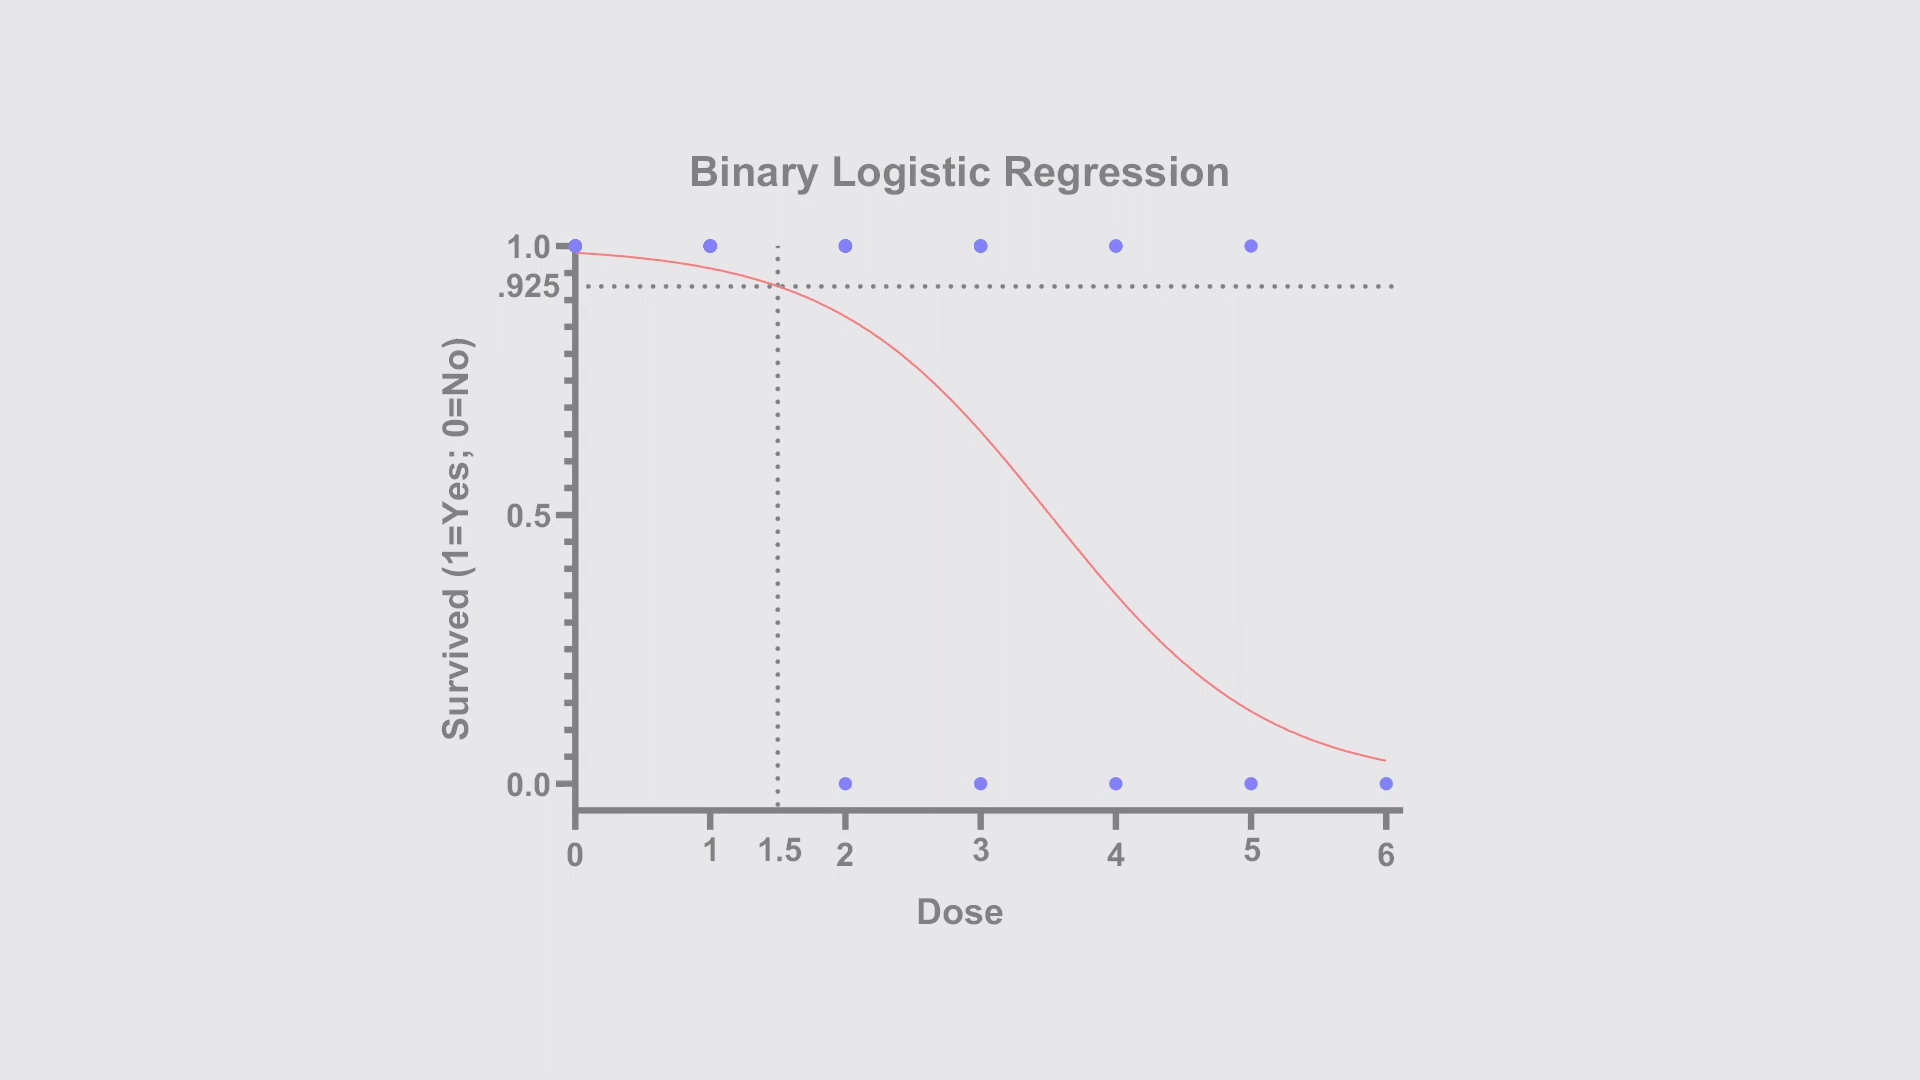 Binary Logistic Regression
1.0
.925
0.5
0.0
Survived (1=Yes; 0=No)
0 1 1.5 2 3 4 5 6
Dose